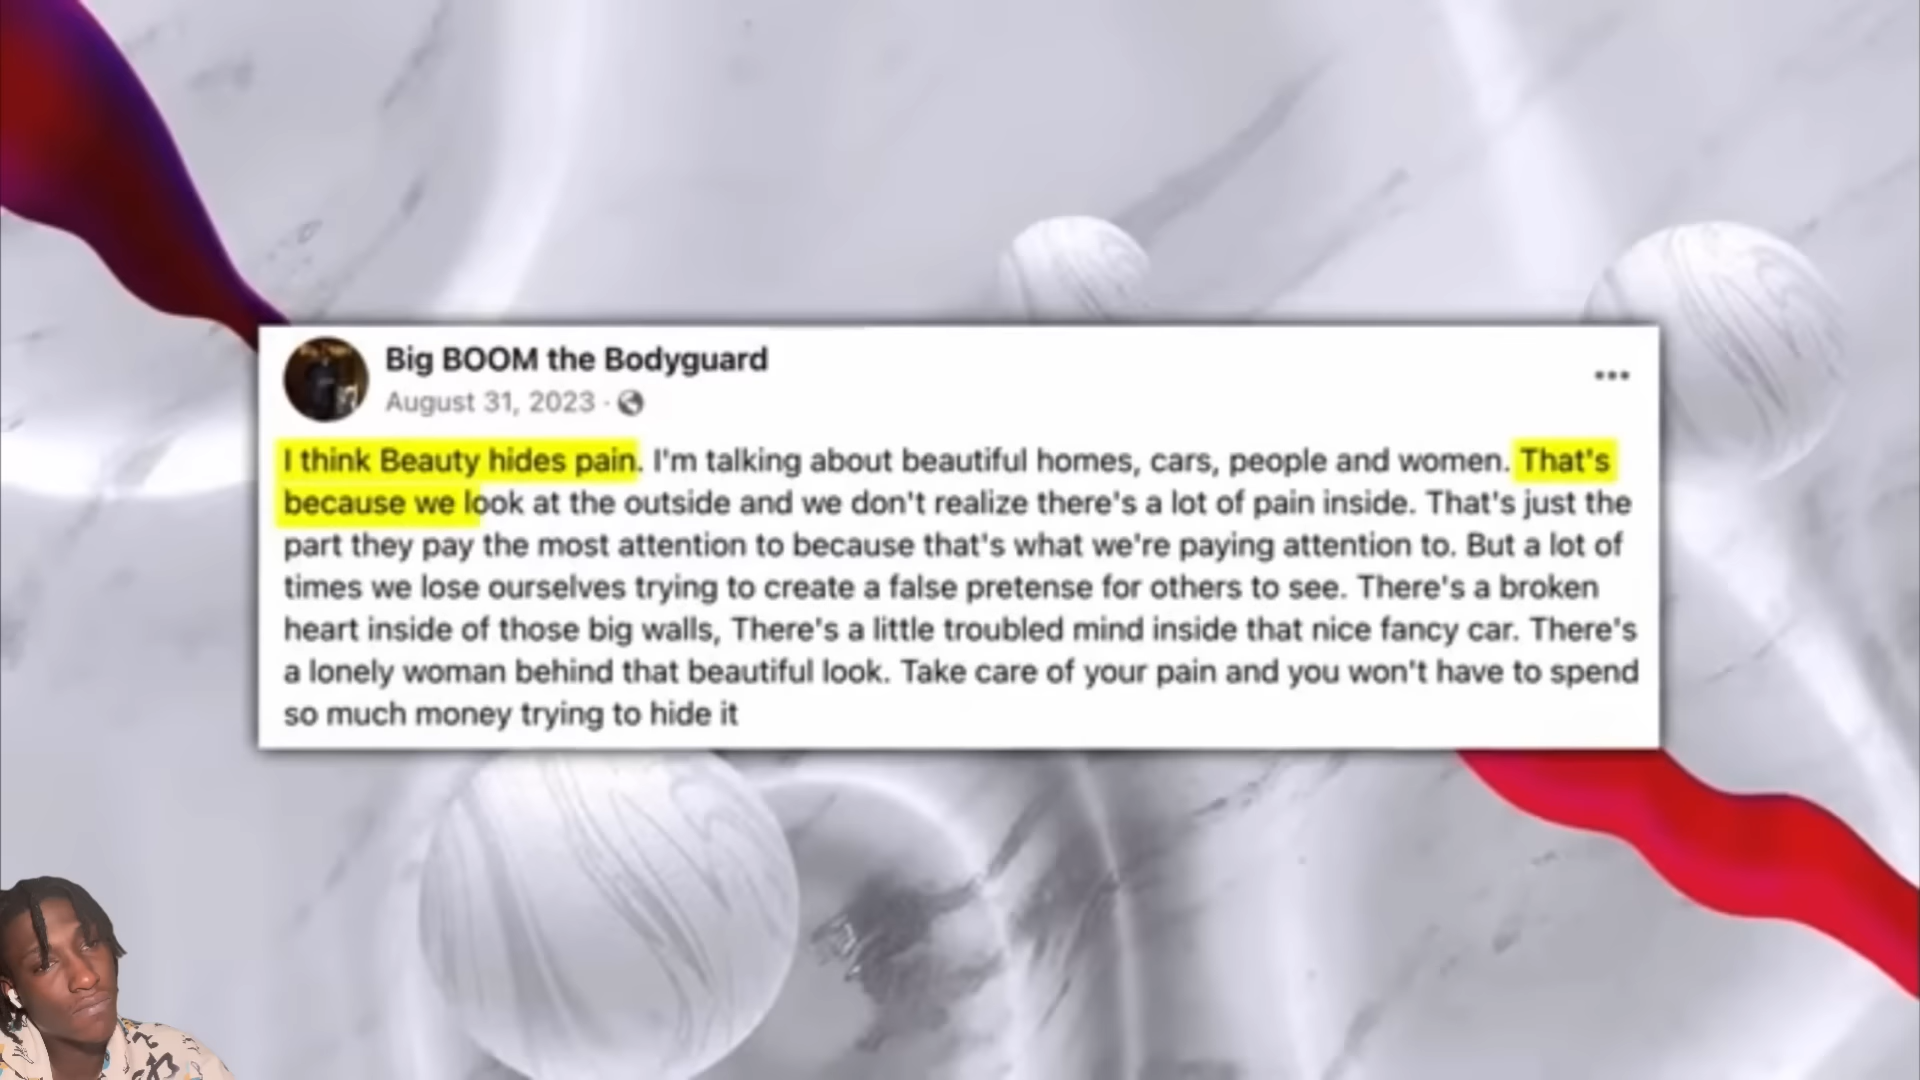 Big BOOM the Bodyguard
August 31, 2023 ·
I think Beauty hides pain. I'm talking about beautiful homes, cars, people and women. That's
because we look at the outside and we don't realize there's a lot of pain inside. That's just the
part they pay the most attention to because that's what we're paying attention to. But a lot of
times we lose ourselves trying to create a false pretense for others to see. There's a broken
heart inside of those big walls, There's a little troubled mind inside that nice fancy car. There's
a lonely woman behind that beautiful look. Take care of your pain and you won't have to spend
so much money trying to hide it